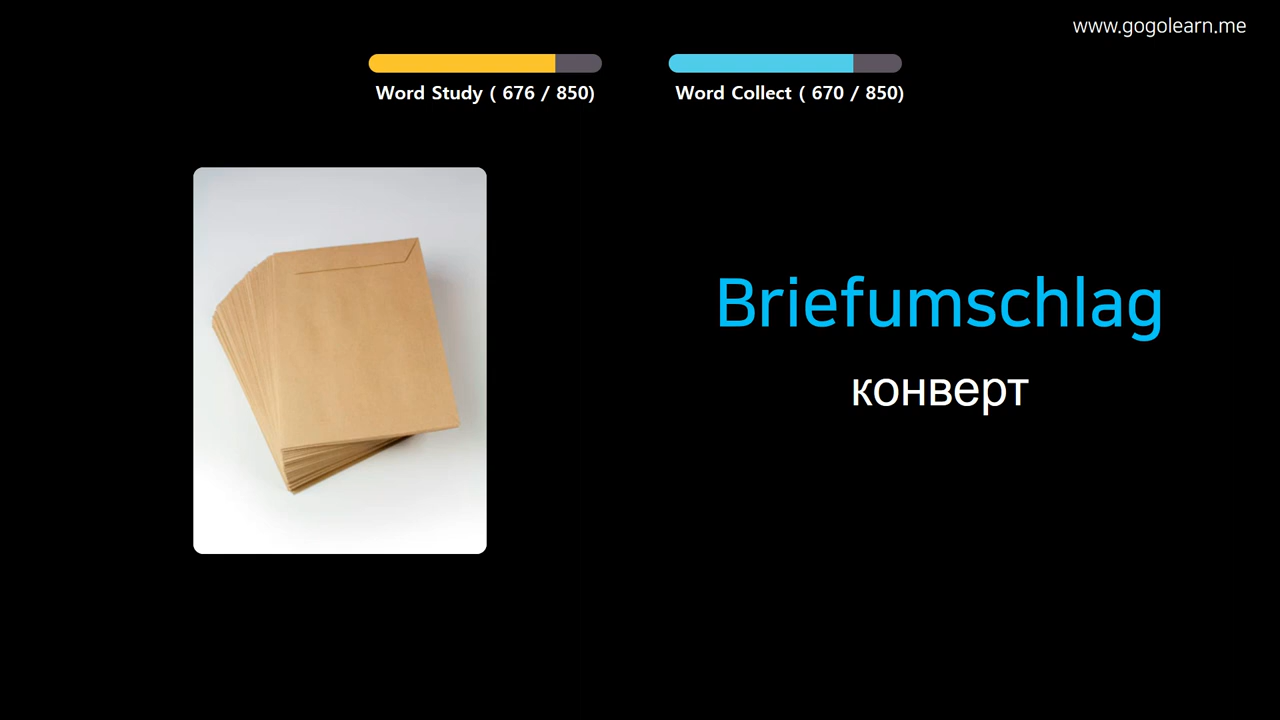 www.gogolearn.me
Word Study ( 676 / 850)
Word Collect ( 670 / 850)
Briefumschlag
конверт